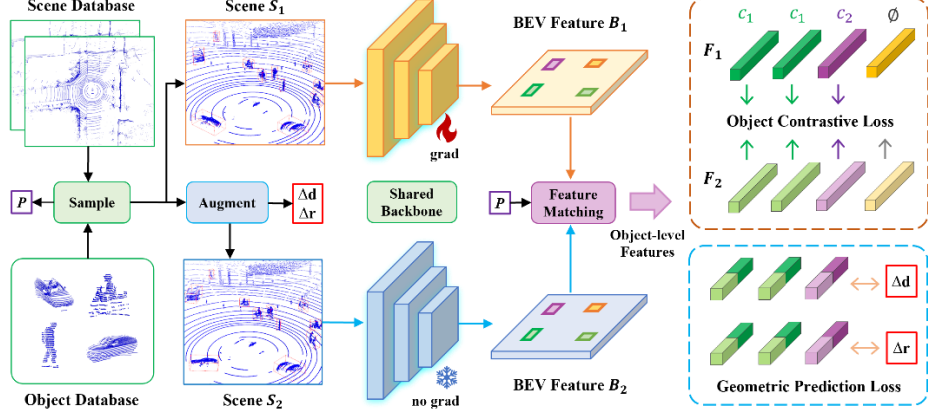 Scene Database
Scene S₁
BEV Feature B₁
c₁ c₁ c₂ ∅
F₁
Object Contrastive Loss
F₂
grad
P
Sample
Augment
Δd
Δr
Shared
Backbone
P
Feature
Matching
Object-level
Features
Δd
Δr
Geometric Prediction Loss
Object Database
Scene S₂
no grad
BEV Feature B₂